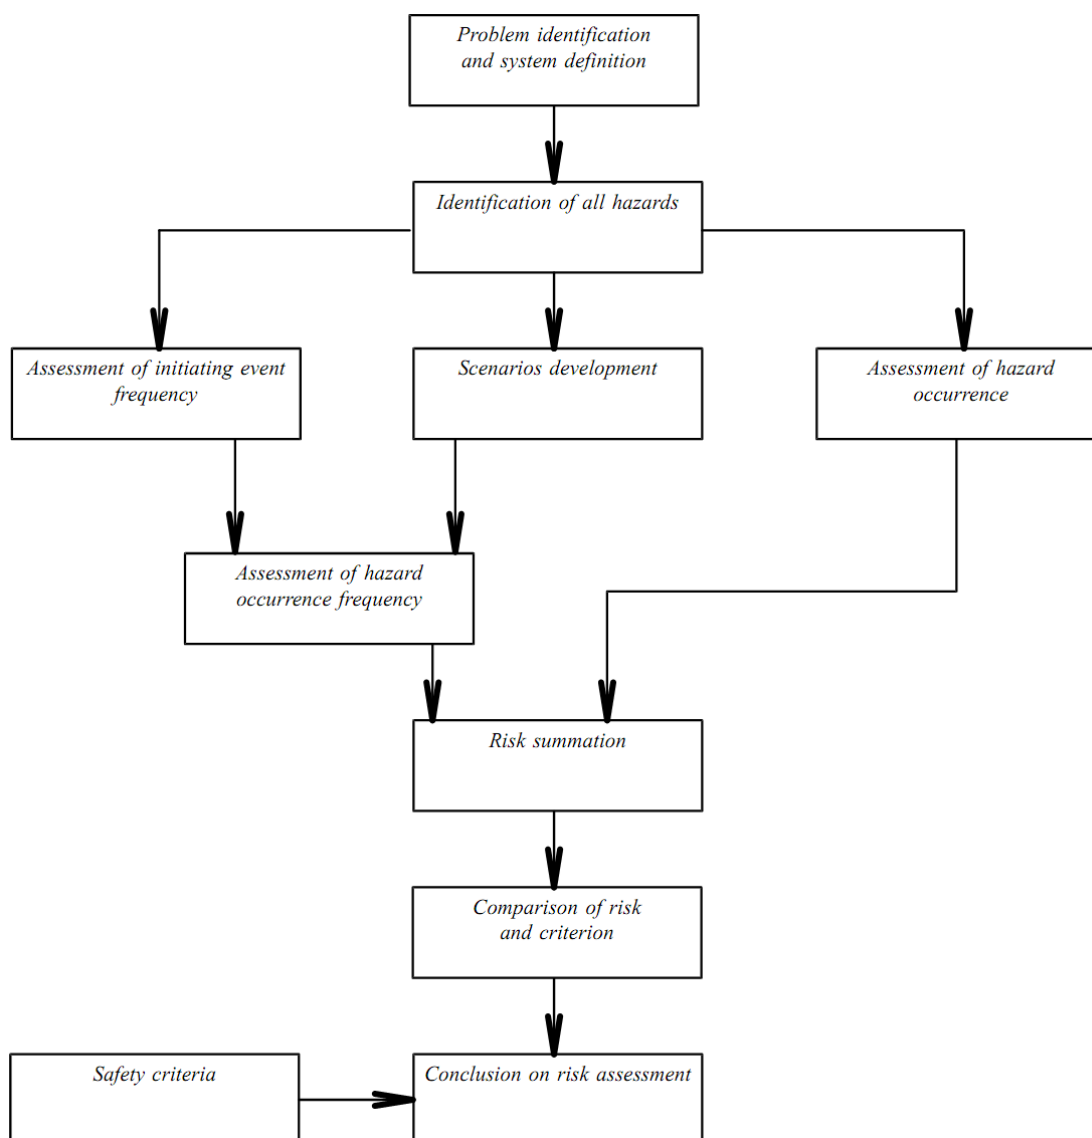 Problem identification
and system definition
Identification of all hazards
Assessment of initiating event
frequency
Scenarios development
Assessment of hazard
occurrence
Assessment of hazard
occurrence frequency
Risk summation
Comparison of risk
and criterion
Safety criteria
Conclusion on risk assessment